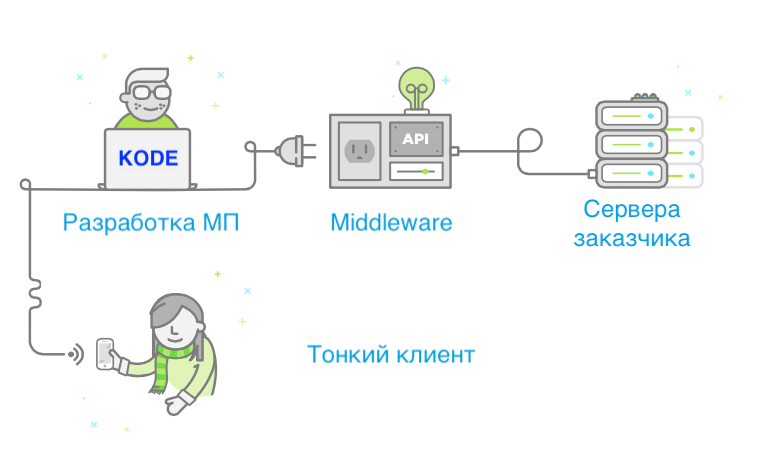 KODE
API
Разработка МП
Middleware
Сервера
заказчика
Тонкий клиент